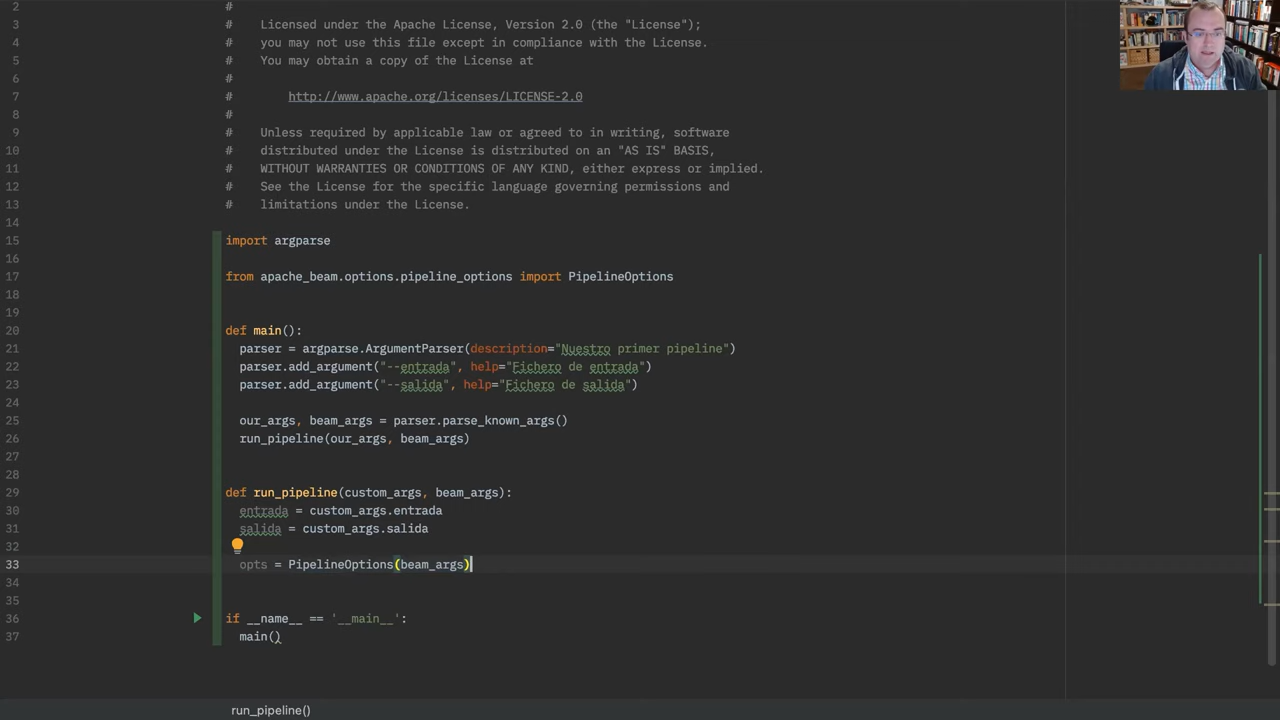 2 #
3 # Licensed under the Apache License, Version 2.0 (the "License");
4 # you may not use this file except in compliance with the License.
5 # You may obtain a copy of the License at
6 #
7 # http://www.apache.org/licenses/LICENSE-2.0
8 #
9 # Unless required by applicable law or agreed to in writing, software
10 # distributed under the License is distributed on an "AS IS" BASIS,
11 # WITHOUT WARRANTIES OR CONDITIONS OF ANY KIND, either express or implied.
12 # See the License for the specific language governing permissions and
13 # limitations under the License.
14
15 import argparse
16
17 from apache_beam.options.pipeline_options import PipelineOptions
18
19
20 def main():
21 parser = argparse.ArgumentParser(description="Nuestro primer pipeline")
22 parser.add_argument("--entrada", help="Fichero de entrada")
23 parser.add_argument("--salida", help="Fichero de salida")
24
25 our_args, beam_args = parser.parse_known_args()
26 run_pipeline(our_args, beam_args)
27
28
29 def run_pipeline(custom_args, beam_args):
30 entrada = custom_args.entrada
31 salida = custom_args.salida
32
33 opts = PipelineOptions(beam_args)
34
35
36 if __name__ == '__main__':
37 main()
run_pipeline()